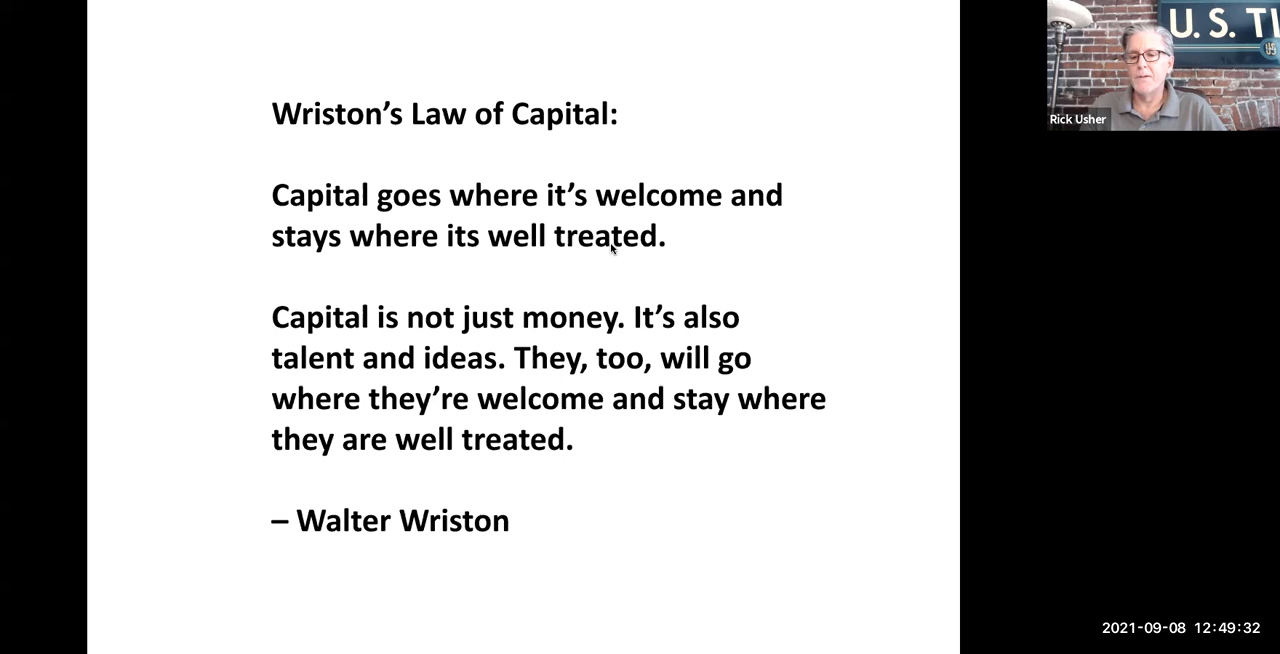 Wriston’s Law of Capital:
Capital goes where it’s welcome and
stays where its well treated.
Capital is not just money. It’s also
talent and ideas. They, too, will go
where they’re welcome and stay where
they are well treated.
– Walter Wriston
U. S. TI
US
Rick Usher
2021-09-08 12:49:32